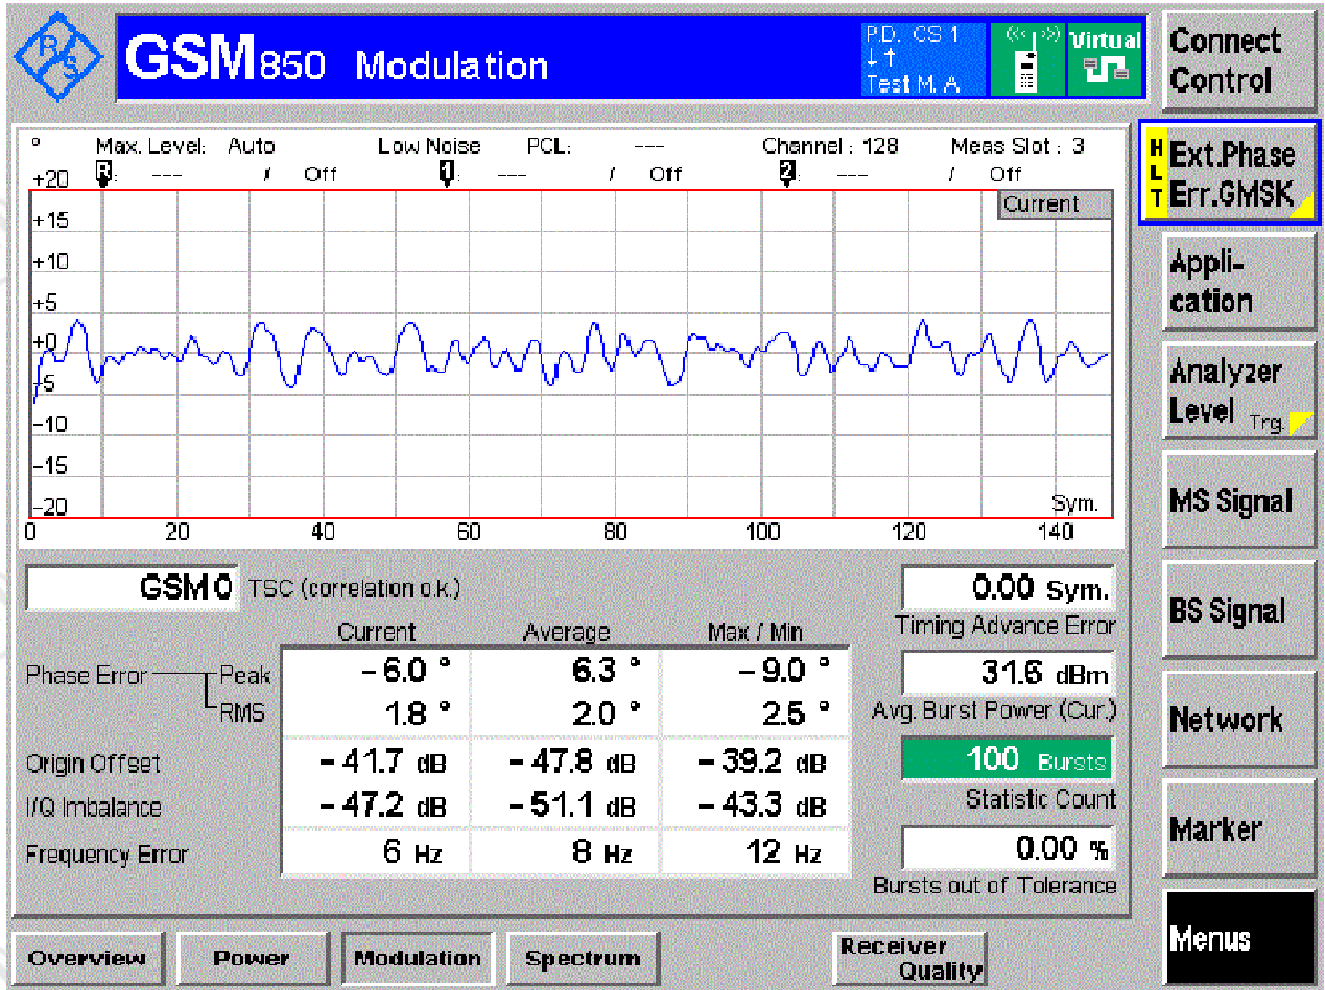 R S
GSM850 Modulation
P.D. CS 1
↓↑
Test M. A.
Virtual
Connect
Control
° Max. Level: Auto Low Noise PCL: --- Channel : 128 Meas Slot : 3
R: --- / Off 1: --- / Off 2: --- / Off
H
L
T
Ext.Phase
Err.GMSK
+20
Current
+15
+10
+5
+0
-5
-10
-15
-20
Sym.
0 20 40 60 80 100 120 140
Appli-
cation
Analyzer
Level Trg.
MS Signal
BS Signal
Network
Marker
Menus
GSM 0 TSC (correlation o.k.)
0.00 Sym.
Timing Advance Error
Current Average Max / Min
Phase Error Peak -6.0 ° 6.3 ° -9.0 °
RMS 1.8 ° 2.0 ° 2.5 °
Origin Offset -41.7 dB -47.8 dB -39.2 dB
I/Q Imbalance -47.2 dB -51.1 dB -43.3 dB
Frequency Error 6 Hz 8 Hz 12 Hz
31.6 dBm
Avg. Burst Power (Cur.)
100 Bursts
Statistic Count
0.00 %
Bursts out of Tolerance
Overview Power Modulation Spectrum
Receiver
Quality